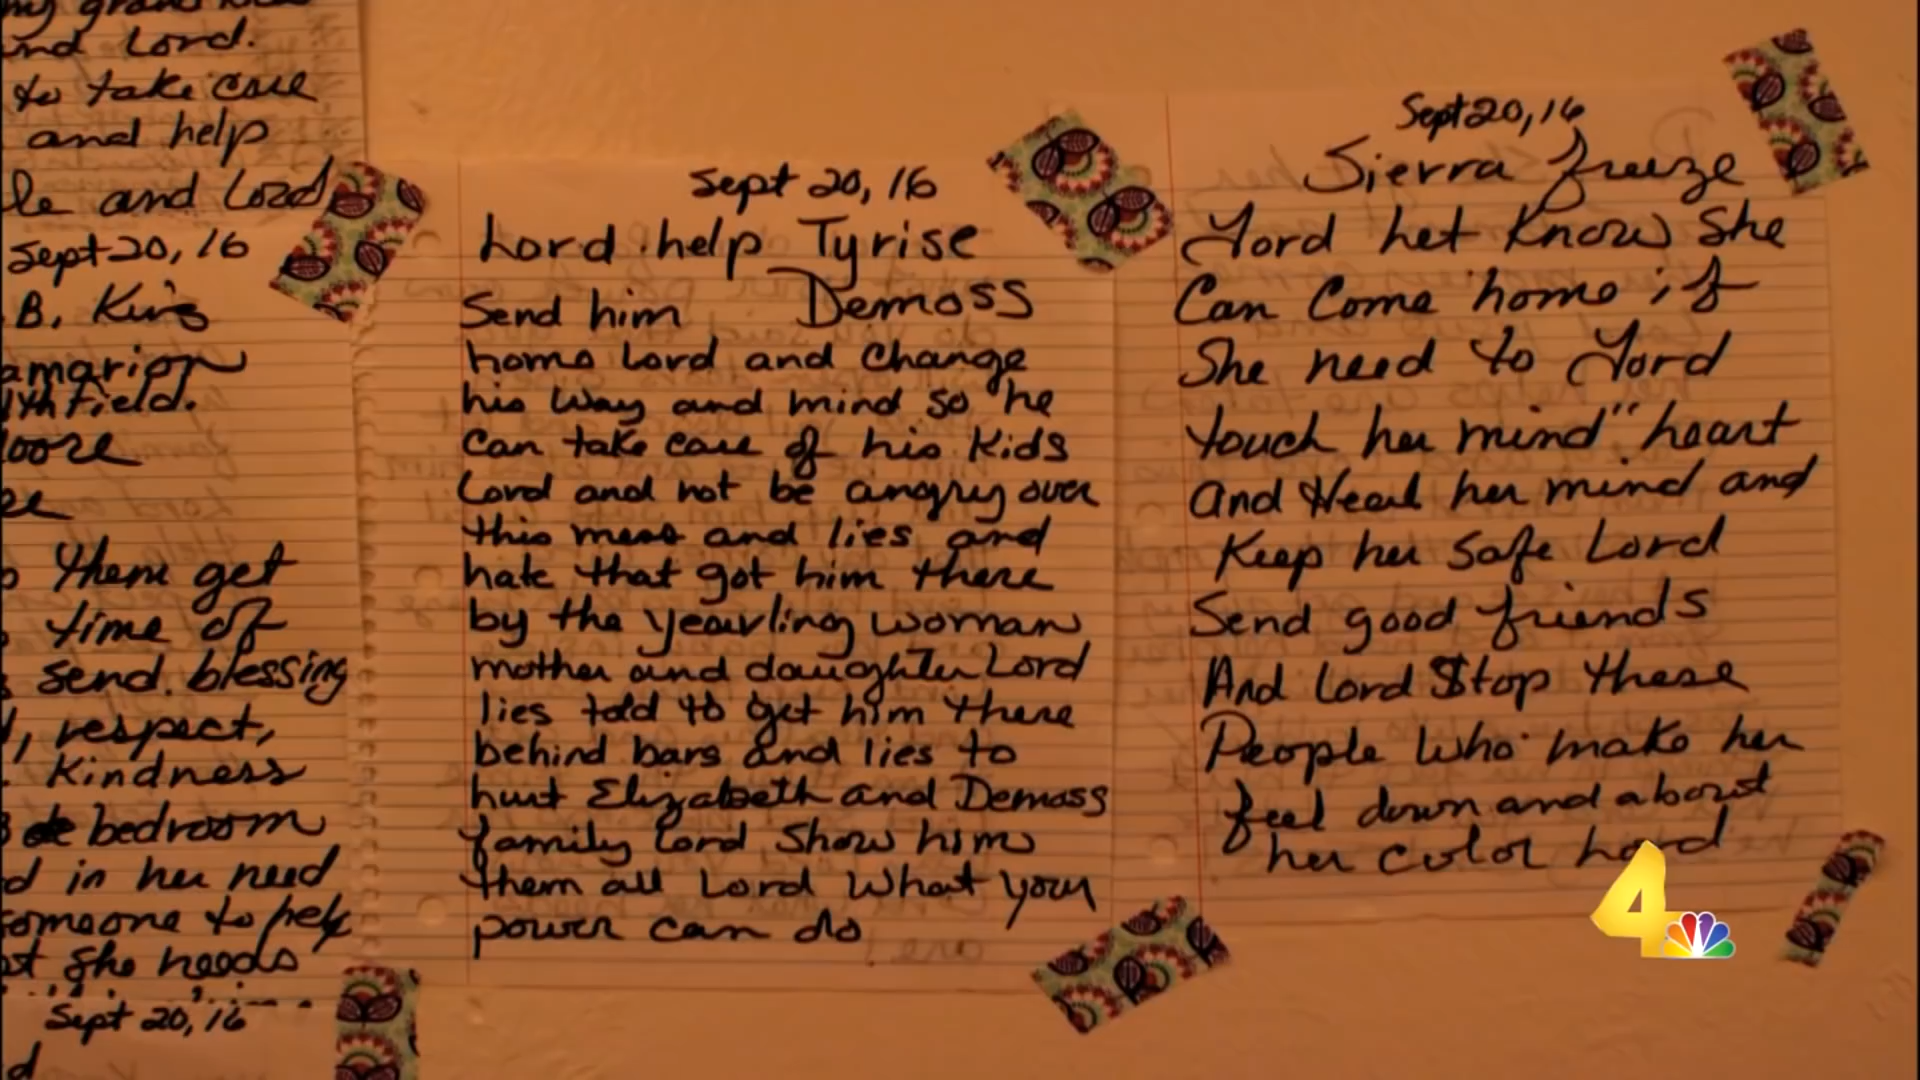 my grand
and Lord.
to take care
and help
le and Lord
Sept 20, 16
B. King
amarion
field.
oore
ee
them get
time of
send. blessing
respect,
Kindness
bedroom
d in her need
someone to help
she needs
Sept 20, 16
Sept 20, 16
Lord help Tyrise
Send him Demoss
home Lord and Change
his way and mind so he
Can take care of his Kids
Lord and not be angry over
this mess and lies and
hate that got him there
by the yearling woman
mother and daughter Lord
lies told to get him there
behind bars and lies to
hurt Elizabeth and Demoss
family Lord Show him
them all Lord What your
power can do
Sept 20, 16
Sierra freeze
Lord let Know She
Can Come home if
She need to Lord
touch her mind" heart
And Heal her mind and
Keep her Safe Lord
Send good friends
And Lord Stop these
People Who make her
feel down and about
her color Lord
4